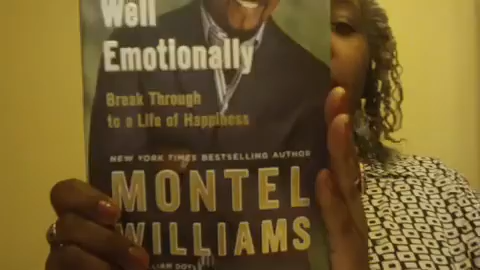 Well
Emotionally
Break Through
to a Life of Happiness
NEW YORK TIMES BESTSELLING AUTHOR
MONTEL
WILLIAMS